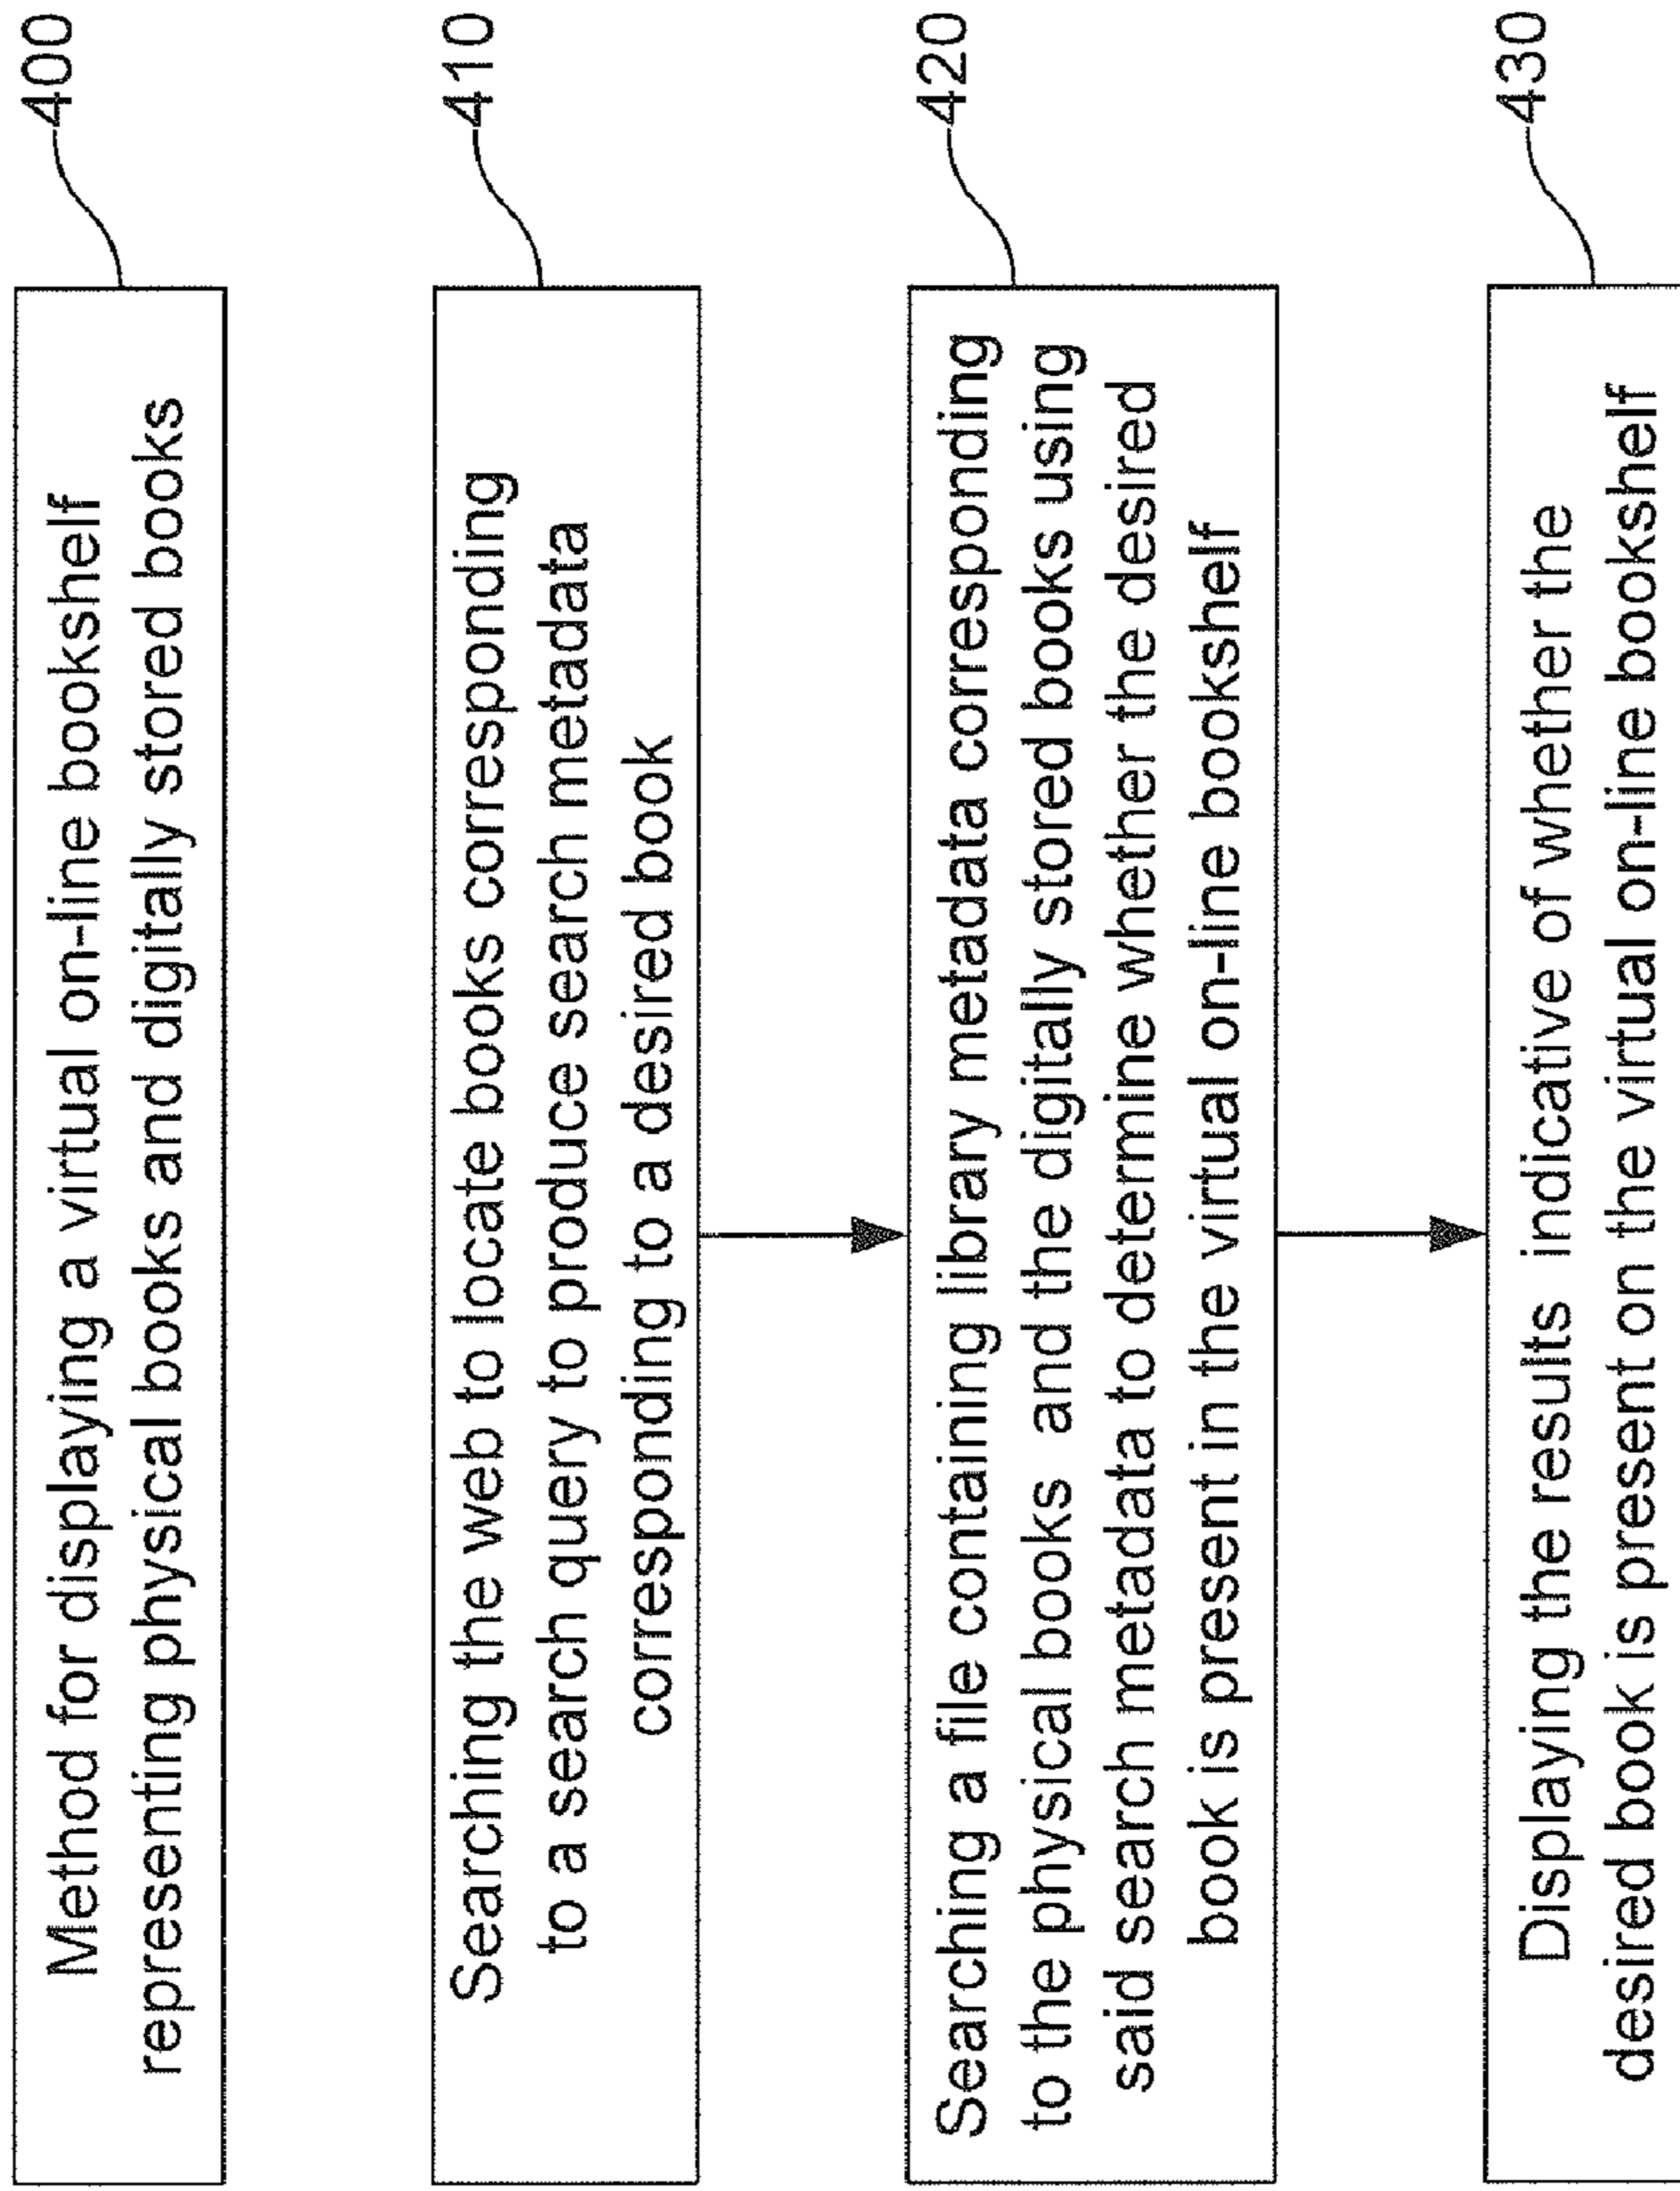 Method for displaying a virtual on-line bookshelf
representing physical books and digitally stored books
400
Searching the web to locate books corresponding
to a search query to produce search metadata
corresponding to a desired book
410
Searching a file containing library metadata corresponding
to the physical books and the digitally stored books using
said search metadata to determine whether the desired
book is present in the virtual on-line bookshelf
420
Displaying the results indicative of whether the
desired book is present on the virtual on-line bookshelf
430